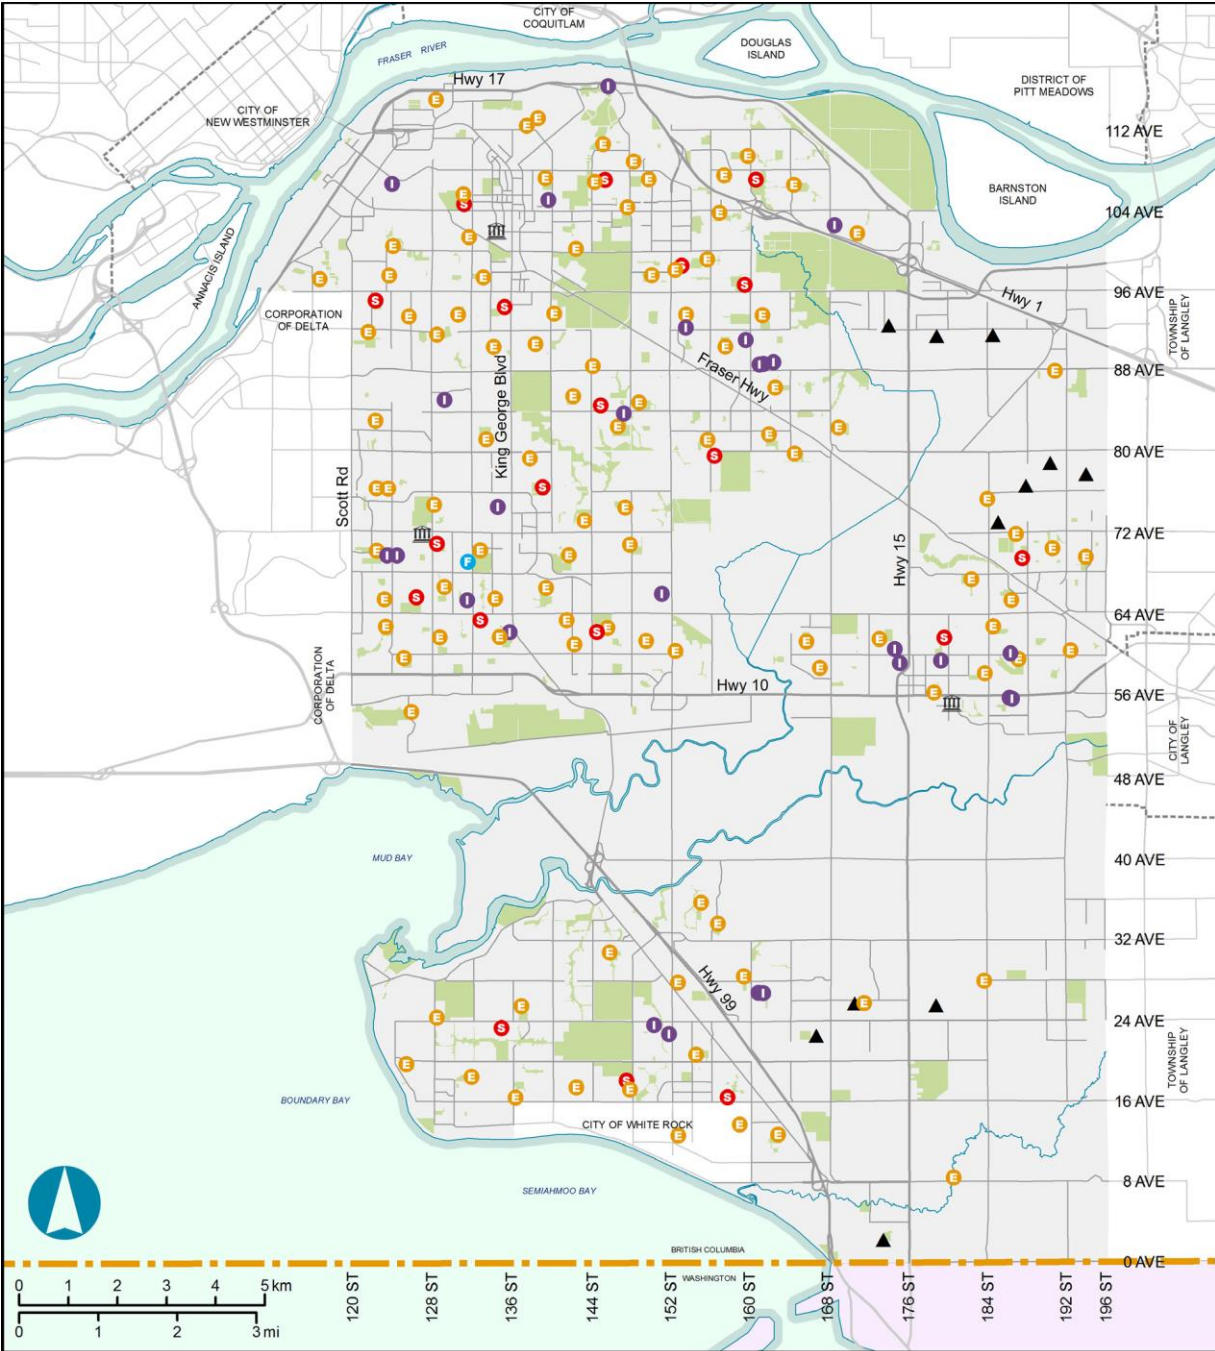 CITY OF
COQUITLAM
DOUGLAS
ISLAND
FRASER RIVER
Hwy 17
DISTRICT OF
PITT MEADOWS
CITY OF
NEW WESTMINSTER
112 AVE
BARNSTON
ISLAND
104 AVE
ANNACIS ISLAND
96 AVE
Hwy 1
CORPORATION
OF DELTA
TOWNSHIP
OF LANGLEY
Fraser Hwy
88 AVE
King George Blvd
80 AVE
Scott Rd
72 AVE
Hwy 15
64 AVE
CORPORATION
OF DELTA
Hwy 10
56 AVE
CITY OF
LANGLEY
48 AVE
MUD BAY
40 AVE
32 AVE
Hwy 99
24 AVE
TOWNSHIP
OF LANGLEY
BOUNDARY BAY
16 AVE
CITY OF WHITE ROCK
8 AVE
SEMIAHMOO BAY
BRITISH COLUMBIA
0 AVE
WASHINGTON
0 1 2 3 4 5 km
0 1 2 3 mi
120 ST
128 ST
136 ST
144 ST
152 ST
160 ST
168 ST
176 ST
184 ST
192 ST
196 ST